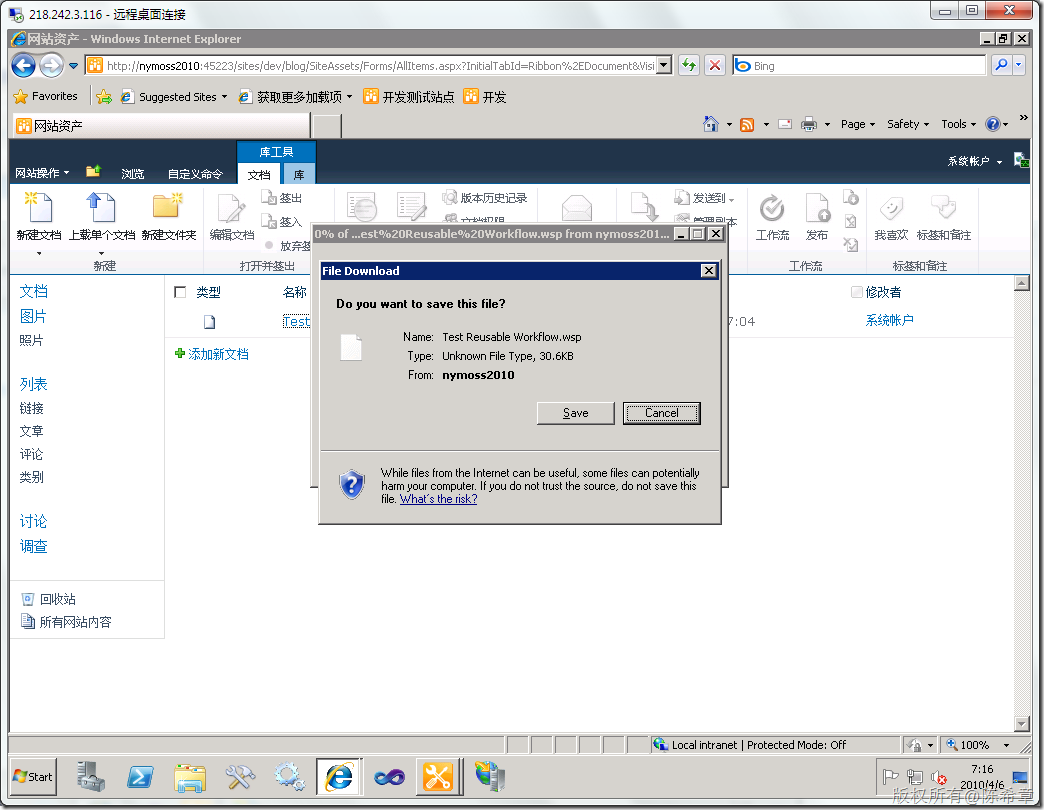 218.242.3.116 - 远程桌面连接
网站资产 - Windows Internet Explorer
http://nymoss2010:45223/sites/dev/blog/SiteAssets/Forms/AllItems.aspx?InitialTabId=Ribbon%2EDocument&Visi
Bing
Favorites
Suggested Sites
获取更多加载项
开发测试站点
开发
网站资产
Page
Safety
Tools
库工具
系统帐户
网站操作
浏览
自定义命令
文档
库
签出
版本历史记录
发送到
新建文档
上载单个文档
新建文件夹
编辑文档
签入
文档权限
管理副本
工作流
发布
我喜欢
标签和备注
新建
打开并签出
工作流
标签和备注
0% of ...est%20Reusable%20Workflow.wsp from nymoss201...
File Download
Do you want to save this file?
Name: Test Reusable Workflow.wsp
Type: Unknown File Type, 30.6KB
From: nymoss2010
Save
Cancel
While files from the Internet can be useful, some files can potentially
harm your computer. If you do not trust the source, do not save this
file. What's the risk?
文档
图片
照片
列表
链接
文章
评论
类别
讨论
调查
回收站
所有网站内容
类型
名称
修改者
Test
7:04
系统帐户
添加新文档
Local intranet | Protected Mode: Off
100%
Start
7:16
2010/4/6
版权所有@陈希章